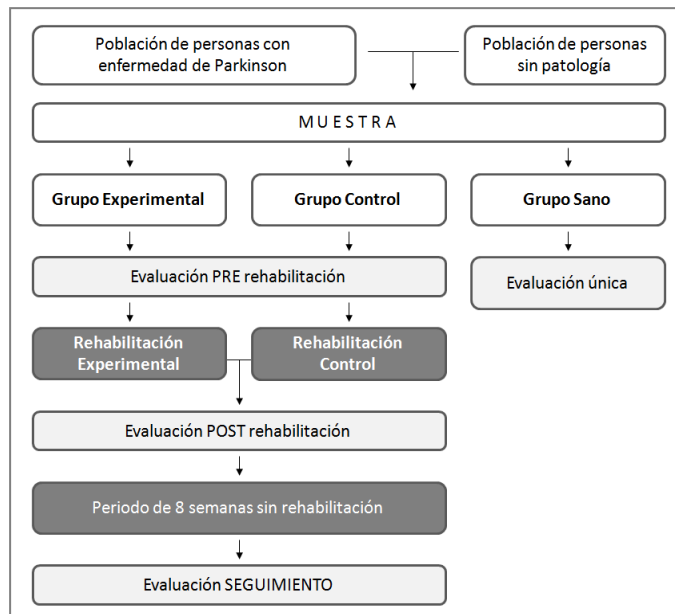 Población de personas con
enfermedad de Parkinson
Población de personas
sin patología
M U E S T R A
Grupo Experimental
Grupo Control
Grupo Sano
Evaluación PRE rehabilitación
Evaluación única
Rehabilitación
Experimental
Rehabilitación
Control
Evaluación POST rehabilitación
Periodo de 8 semanas sin rehabilitación
Evaluación SEGUIMIENTO